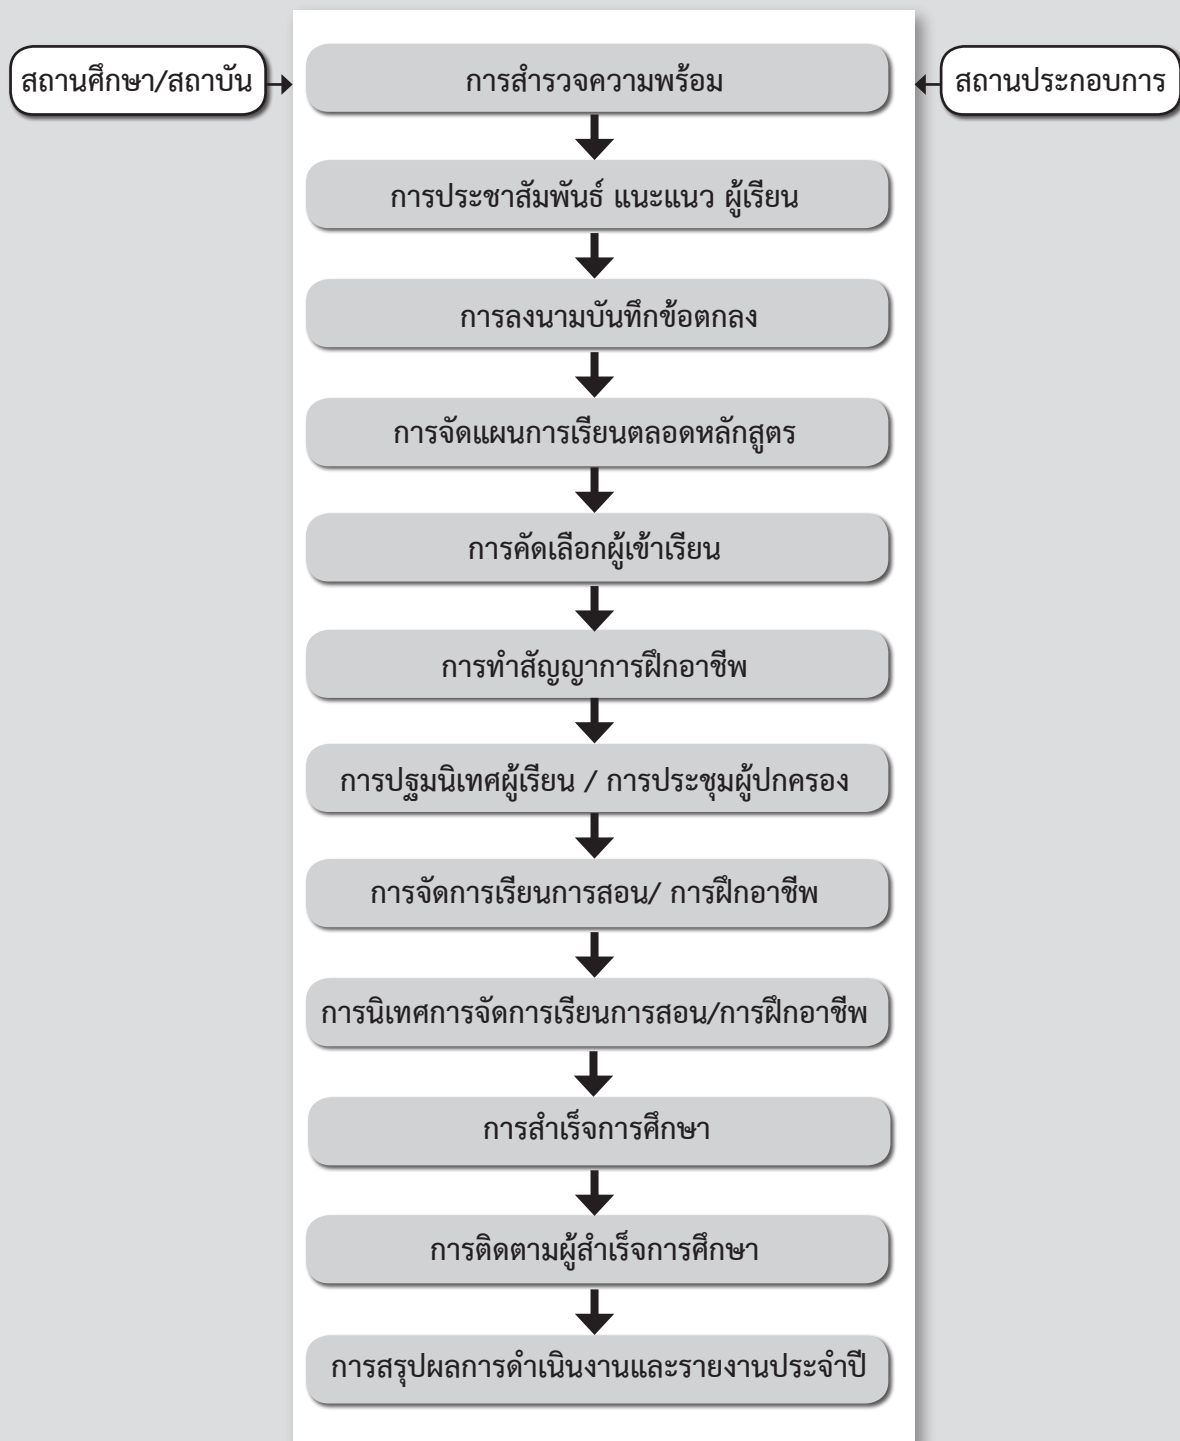 สถานศึกษา/สถาบัน
การสำรวจความพร้อม
สถานประกอบการ
การประชาสัมพันธ์ แนะแนว ผู้เรียน
การลงนามบันทึกข้อตกลง
การจัดแผนการเรียนตลอดหลักสูตร
การคัดเลือกผู้เข้าเรียน
การทำสัญญาการฝึกอาชีพ
การปฐมนิเทศผู้เรียน / การประชุมผู้ปกครอง
การจัดการเรียนการสอน/ การฝึกอาชีพ
การนิเทศการจัดการเรียนการสอน/การฝึกอาชีพ
การสำเร็จการศึกษา
การติดตามผู้สำเร็จการศึกษา
การสรุปผลการดำเนินงานและรายงานประจำปี